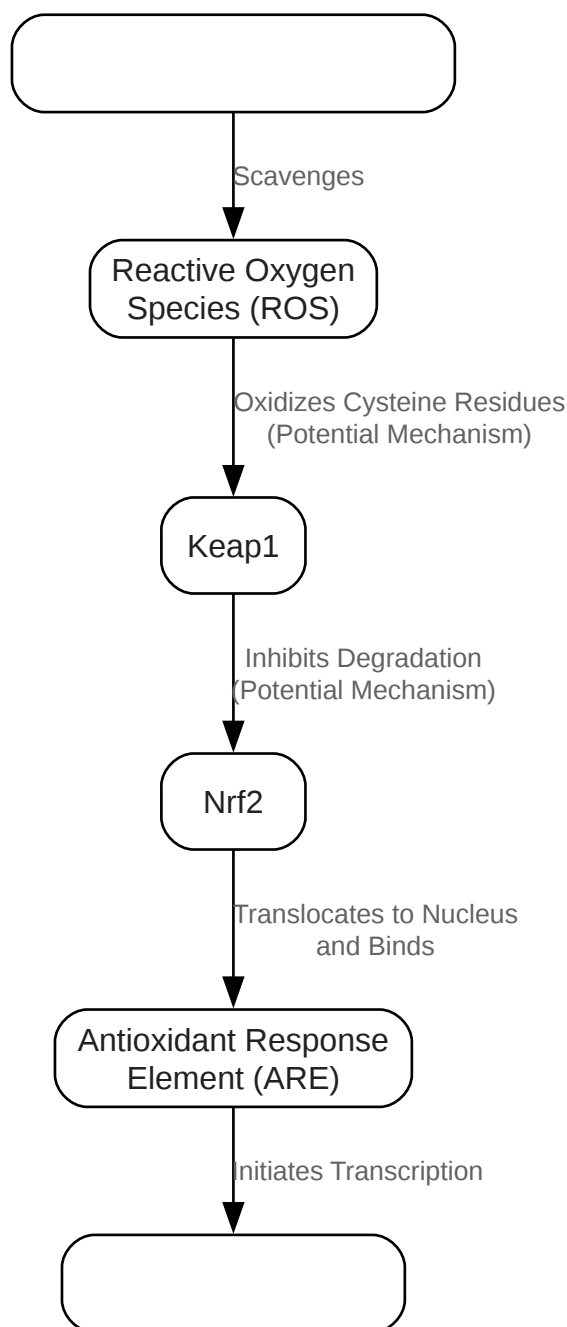 Scavenges
Reactive Oxygen
Species (ROS)
Oxidizes Cysteine Residues
(Potential Mechanism)
Keap1
Inhibits Degradation
(Potential Mechanism)
Nrf2
Translocates to Nucleus
and Binds
Antioxidant Response
Element (ARE)
Initiates Transcription